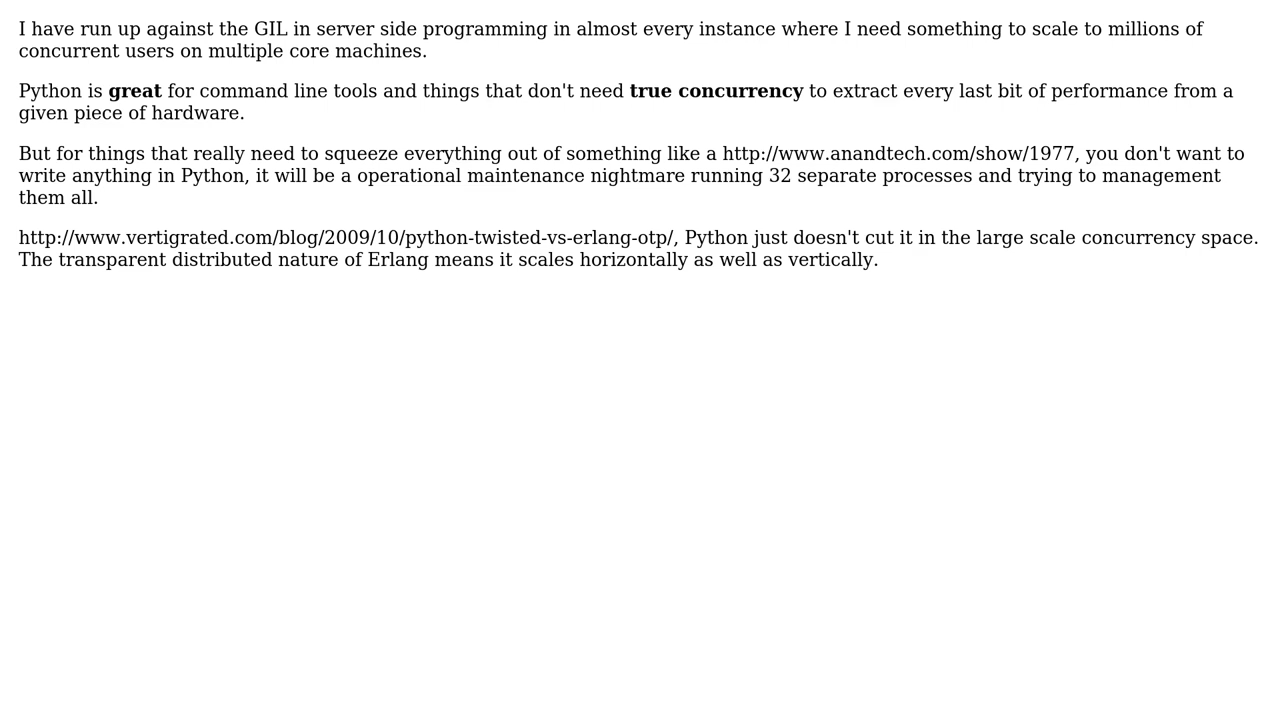 I have run up against the GIL in server side programming in almost every instance where I need something to scale to millions of
concurrent users on multiple core machines.
Python is great for command line tools and things that don't need true concurrency to extract every last bit of performance from a
given piece of hardware.
But for things that really need to squeeze everything out of something like a http://www.anandtech.com/show/1977, you don't want to
write anything in Python, it will be a operational maintenance nightmare running 32 separate processes and trying to management
them all.
http://www.vertigrated.com/blog/2009/10/python-twisted-vs-erlang-otp/, Python just doesn't cut it in the large scale concurrency space.
The transparent distributed nature of Erlang means it scales horizontally as well as vertically.